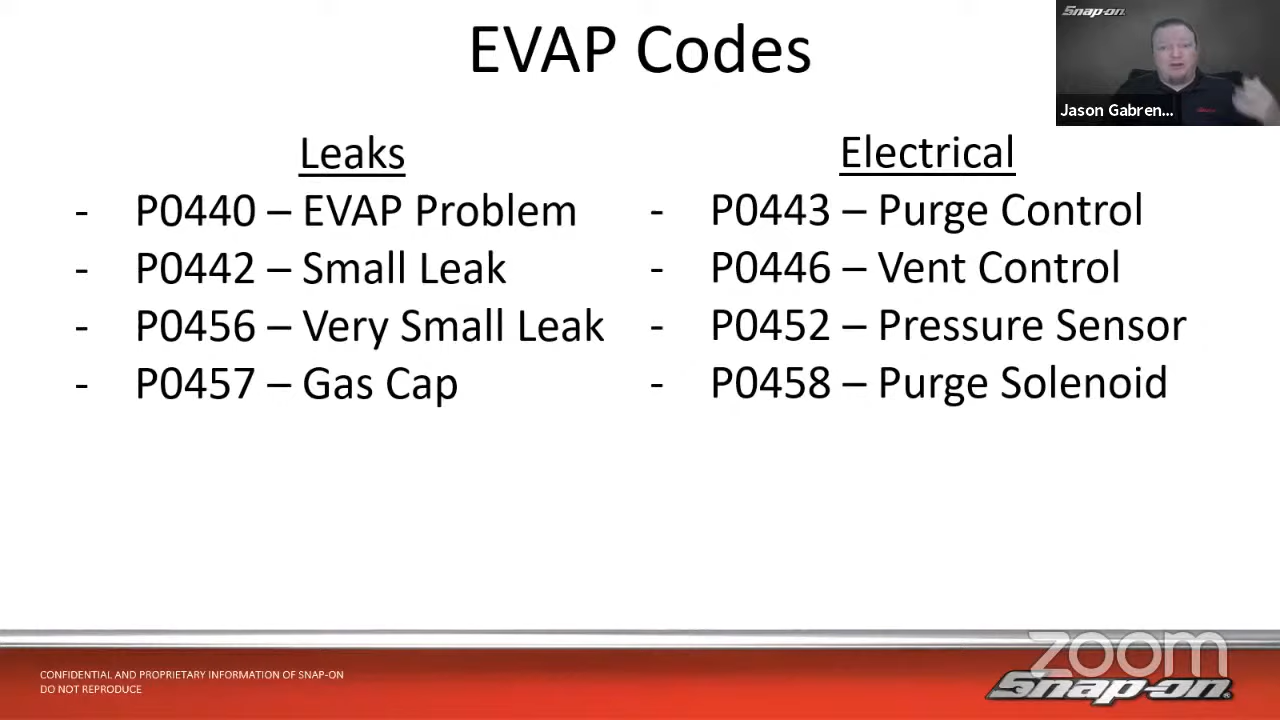 EVAP Codes
Snap-on
Jason Gabren...
Leaks
- P0440 – EVAP Problem
- P0442 – Small Leak
- P0456 – Very Small Leak
- P0457 – Gas Cap
Electrical
- P0443 – Purge Control
- P0446 – Vent Control
- P0452 – Pressure Sensor
- P0458 – Purge Solenoid
CONFIDENTIAL AND PROPRIETARY INFORMATION OF SNAP-ON
DO NOT REPRODUCE
zoom
Snap-on®